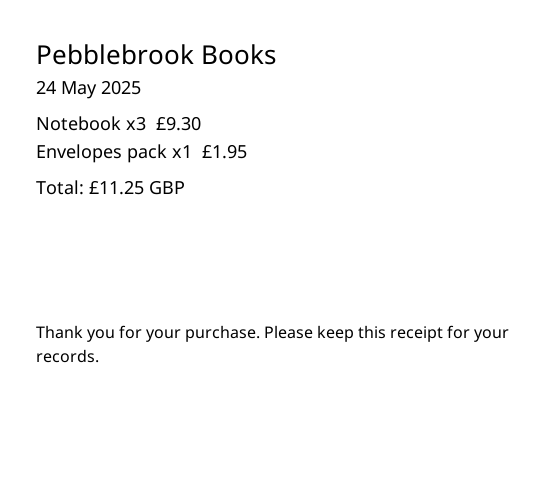 Pebblebrook Books
24 May 2025
Notebook x3  £9.30
Envelopes pack x1  £1.95
Total: £11.25 GBP
Thank you for your purchase. Please keep this receipt for your
records.